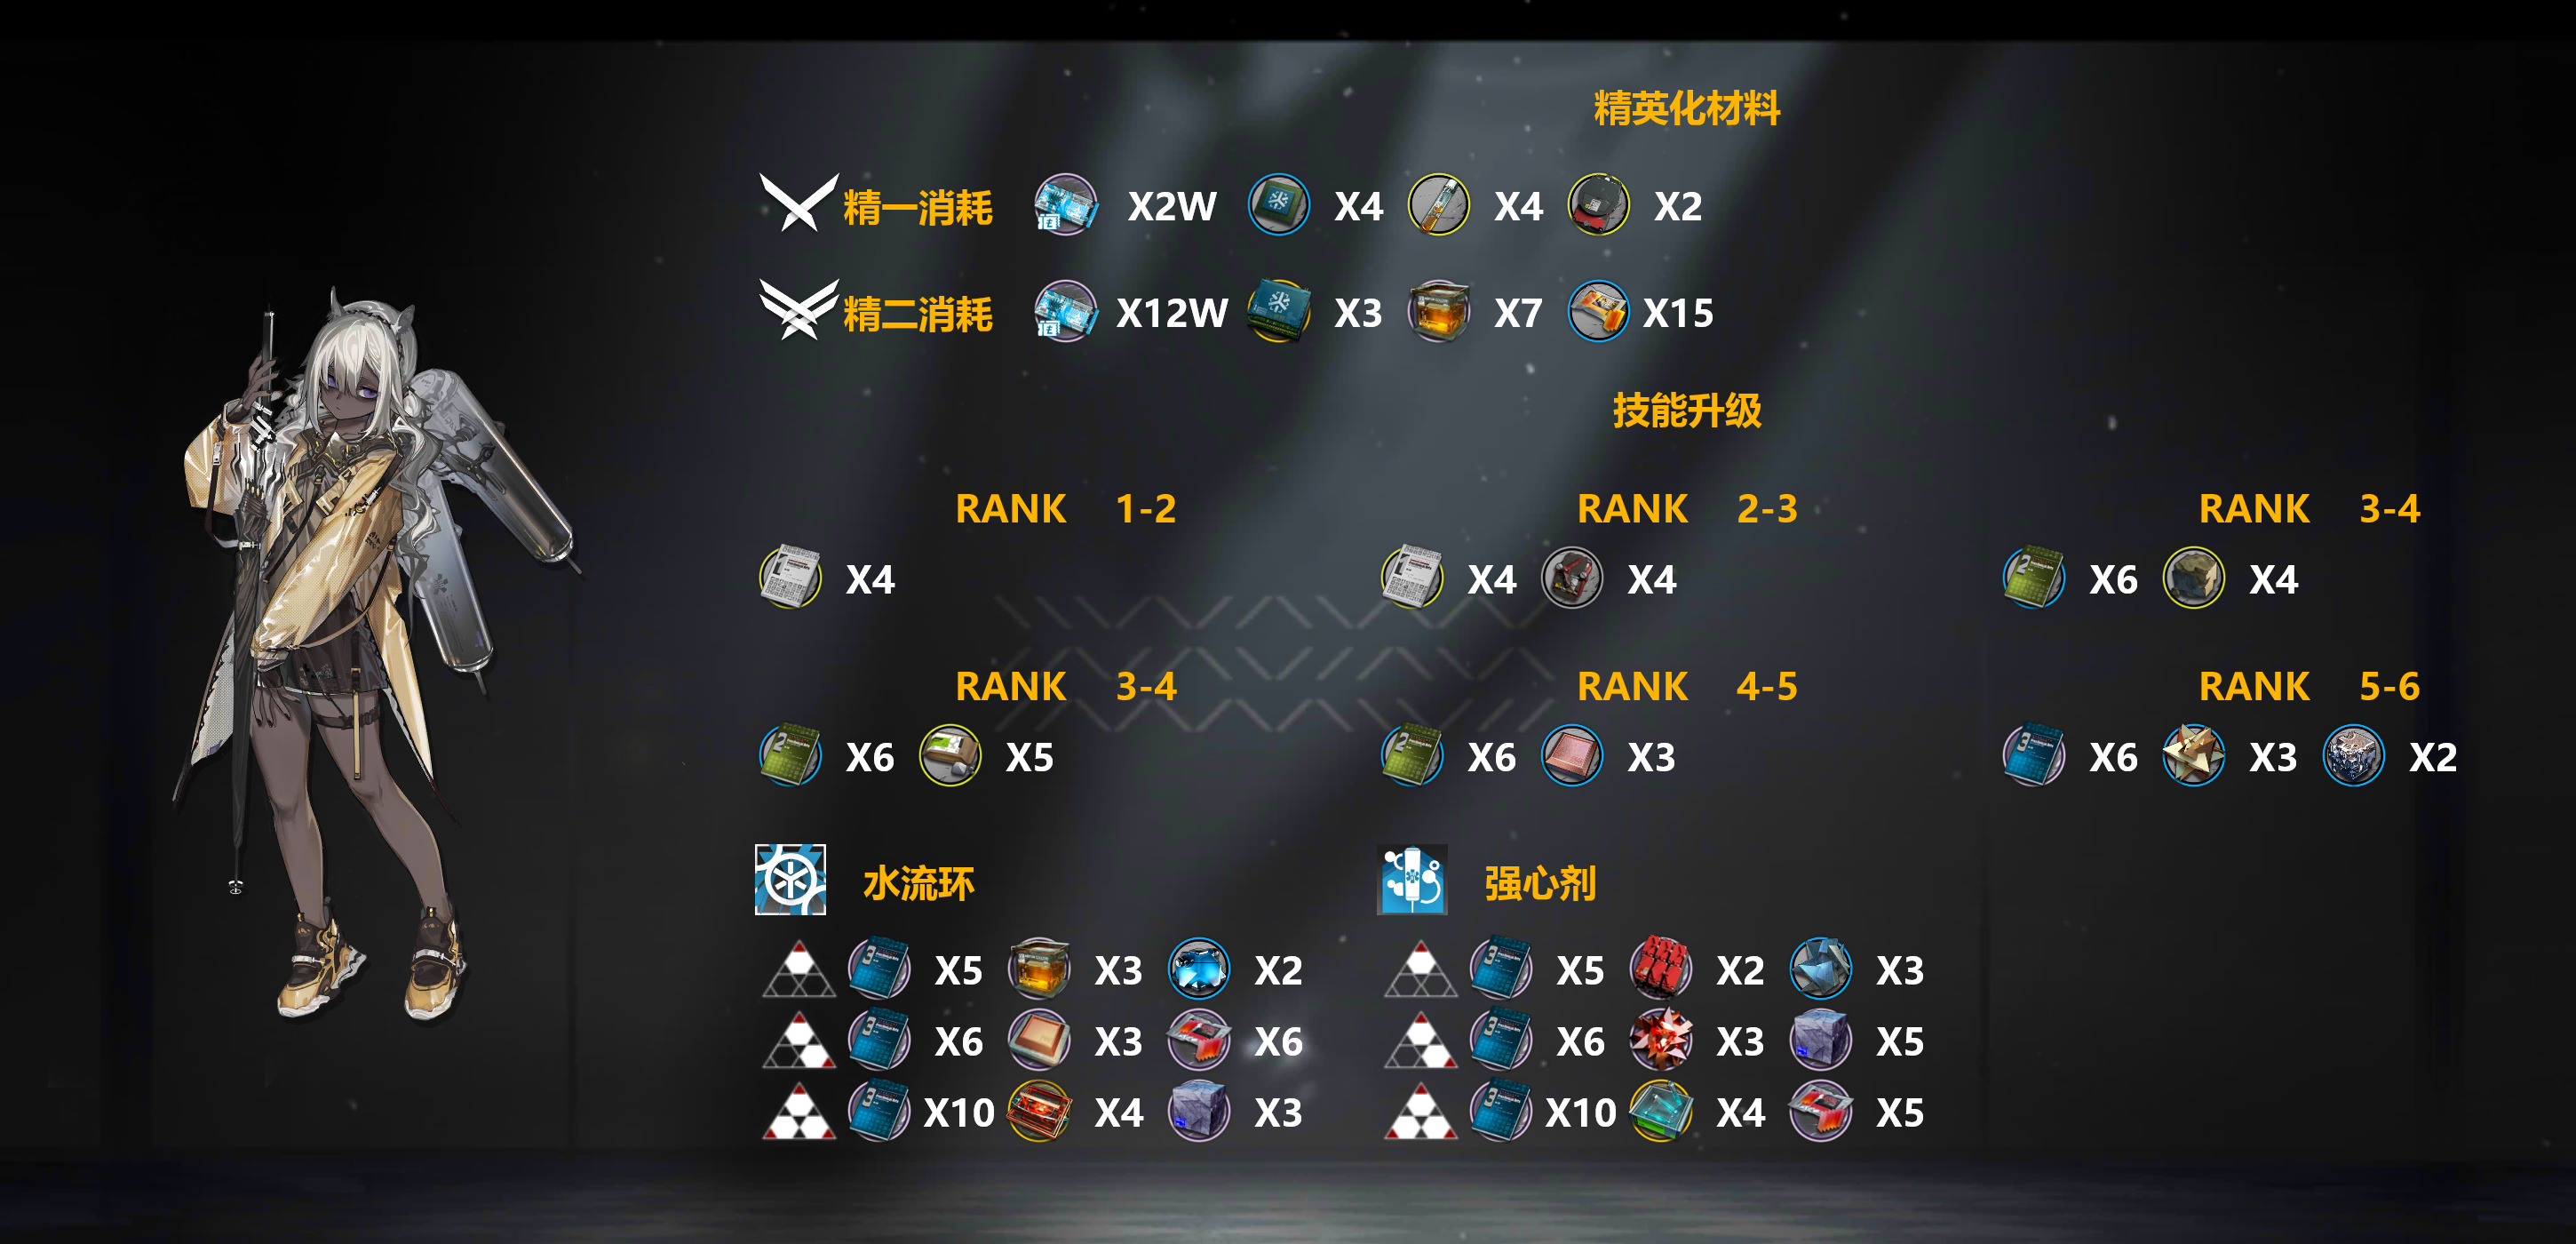 精英化材料
精一消耗 X2W X4 X4 X2
精二消耗 X12W X3 X7 X15
技能升级
RANK 1-2 RANK 2-3 RANK 3-4
X4 X4 X4 X6 X4
RANK 3-4 RANK 4-5 RANK 5-6
X6 X5 X6 X3 X6 X3 X2
水流环 强心剂
X5 X3 X2 X5 X2 X3
X6 X3 X6 X6 X3 X5
X10 X4 X3 X10 X4 X5